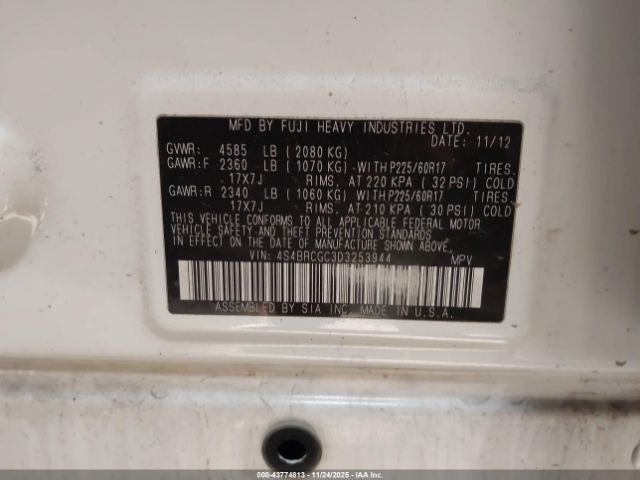 MFD BY FUJI HEAVY INDUSTRIES LTD.
DATE: 11/12
GVWR: 4585 LB ( 2080 KG)
GAWR:F 2360 LB ( 1070 KG) WITH P225/60R17 TIRES.
17X7J RIMS. AT 220 KPA ( 32 PSI) COLD
GAWR:R 2340 LB ( 1060 KG) WITH P225/60R17 TIRES.
17X7J RIMS. AT 210 KPA ( 30 PSI) COLD
THIS VEHICLE CONFORMS TO ALL APPLICABLE FEDERAL MOTOR
VEHICLE SAFETY AND THEFT PREVENTION STANDARDS
IN EFFECT ON THE DATE OF MANUFACTURE SHOWN ABOVE.
VIN: 4S4BRCGC3D3253944 MPV
ASSEMBLED BY SIA INC. MADE IN U.S.A.
000-43774813 - 11/24/2025 - IAA Inc.